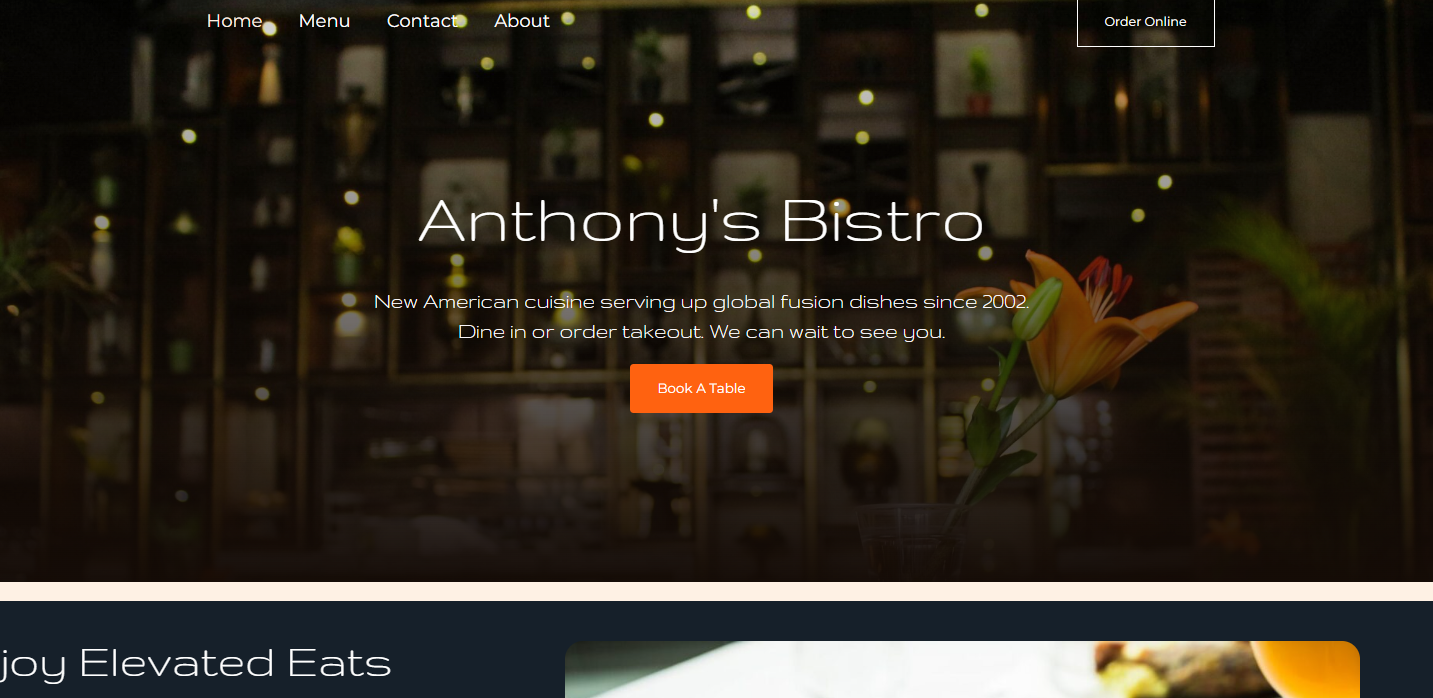 Home Menu Contact About Order Online
Anthony's Bistro
New American cuisine serving up global fusion dishes since 2002.
Dine in or order takeout. We can wait to see you.
Book A Table
joy Elevated Eats